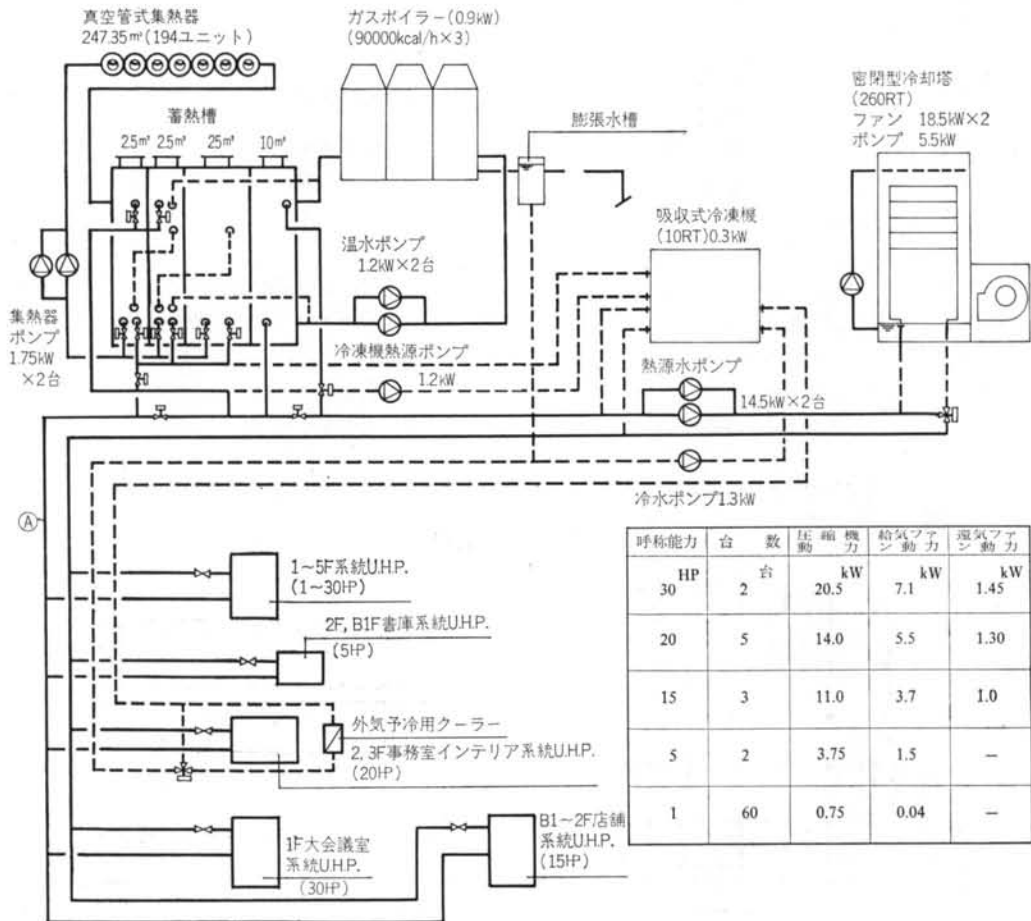 真空管式集熱器
247.35㎡(194ユニット)
ガスボイラー(0.9kW)
(90000kcal/h×3)
密閉型冷却塔
(260RT)
ファン 18.5kW×2
ポンプ 5.5kW
蓄熱槽
25㎥ 25㎥ 25㎥ 10㎥
膨張水槽
吸収式冷凍機
(10RT)0.3kW
温水ポンプ
1.2kW×2台
集熱器
ポンプ
1.75kW
×2台
冷凍機熱源ポンプ
1.2kW
熱源水ポンプ
14.5kW×2台
冷水ポンプ1.3kW
Ⓐ
1~5F系統U.H.P.
(1~30HP)
2F, B1F書庫系統U.H.P.
(5HP)
外気予冷用クーラー
2, 3F事務室インテリア系統U.H.P.
(20HP)
1F大会議室
系統U.H.P.
(30HP)
B1~2F店舗
系統U.H.P.
(15HP)
呼称能力 台数 圧縮機動力 給気ファン動力 還気ファン動力
HP 台 kW kW kW
30 2 20.5 7.1 1.45
20 5 14.0 5.5 1.30
15 3 11.0 3.7 1.0
5 2 3.75 1.5 —
1 60 0.75 0.04 —